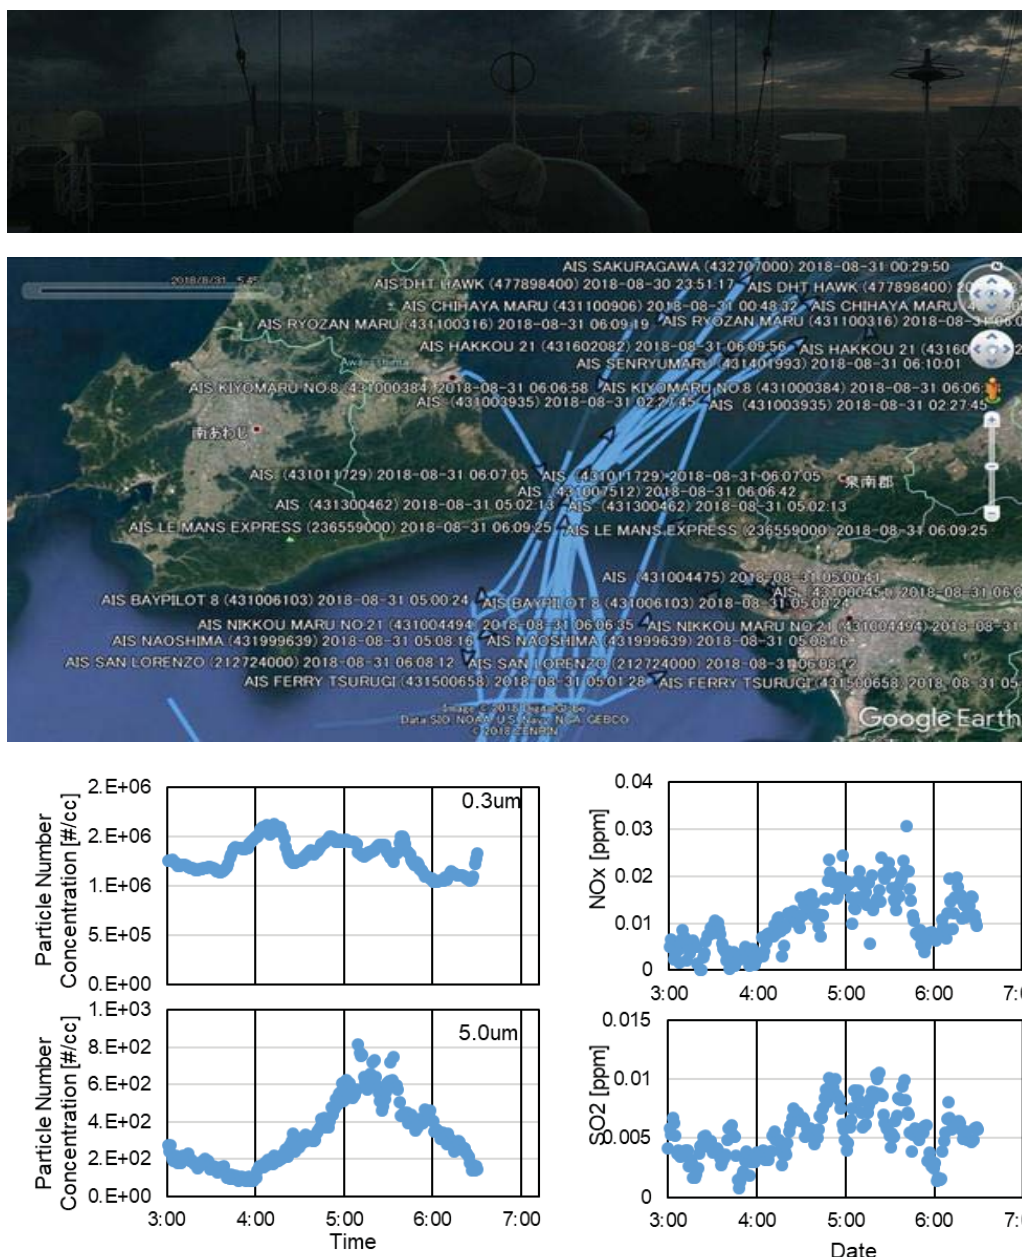 2018/8/31 5:45
AIS SAKURAGAWA (432707000) 2018-08-31 00:29:50
AIS DHT HAWK (477898400) 2018-08-30 23:51:17 AIS DHT HAWK (477898400)
AIS CHIHAYA MARU (431100906) 2018-08-31 00:48:32 AIS CHIHAYA MARU
AIS RYOZAN MARU (431100316) 2018-08-31 06:09:19 AIS RYOZAN MARU (431100316) 2018-08-31
AIS HAKKOU 21 (431602082) 2018-08-31 06:09:56 AIS HAKKOU 21
Awajishima
AIS SENRYUMARU (431401993) 2018-08-31 06:10:01
AIS KIYOMARU NO.8 (431000384) 2018-08-31 06:06:58 AIS KIYOMARU NO.8 (431000384) 2018-08-31
AIS (431003935) 2018-08-31 02:27:45 AIS (431003935) 2018-08-31 02:27:45
南あわじ
AIS (431011729) 2018-08-31 06:07:05 AIS (431011729) 2018-08-31 06:07:05
泉南郡
AIS (431007512) 2018-08-31 06:06:42
AIS (431300462) 2018-08-31 05:02:13 AIS (431300462) 2018-08-31 05:02:13
AIS LE MANS EXPRESS (236559000) 2018-08-31 06:09:25 AIS LE MANS EXPRESS (236559000) 2018-08-31 06:09:25
AIS (431004475) 2018-08-31 05:00:41
AIS BAYPILOT 8 (431006103) 2018-08-31 05:00:24 AIS BAYPILOT 8 (431006103) 2018-08-31 05:00:24
AIS NIKKOU MARU NO.21 (431004494) 2018-08-31 06:06:35 AIS NIKKOU MARU NO.21 (431004494) 2018-08-31
AIS NAOSHIMA (431999639) 2018-08-31 05:08:16 AIS NAOSHIMA (431999639) 2018-08-31 05:08:16
AIS SAN LORENZO (212724000) 2018-08-31 06:08:12 AIS SAN LORENZO (212724000) 2018-08-31 06:08:12
AIS FERRY TSURUGI (431500658) 2018-08-31 05:01:28 AIS FERRY TSURUGI (431500658) 2018-08-31
Image © 2018 DigitalGlobe
Data SIO, NOAA, U.S. Navy, NGA, GEBCO
© 2018 ZENRIN
Google Earth
N
Particle Number
Concentration [#/cc]
2.E+06
2.E+06
1.E+06
5.E+05
0.E+00
0.3um
NOx [ppm]
0.04
0.03
0.02
0.01
0
3:00 4:00 5:00 6:00
Particle Number
Concentration [#/cc]
1.E+03
8.E+02
6.E+02
4.E+02
2.E+02
0.E+00
5.0um
3:00 4:00 5:00 6:00 7:00
Time
SO2 [ppm]
0.015
0.01
0.005
0
3:00 4:00 5:00 6:00
Date